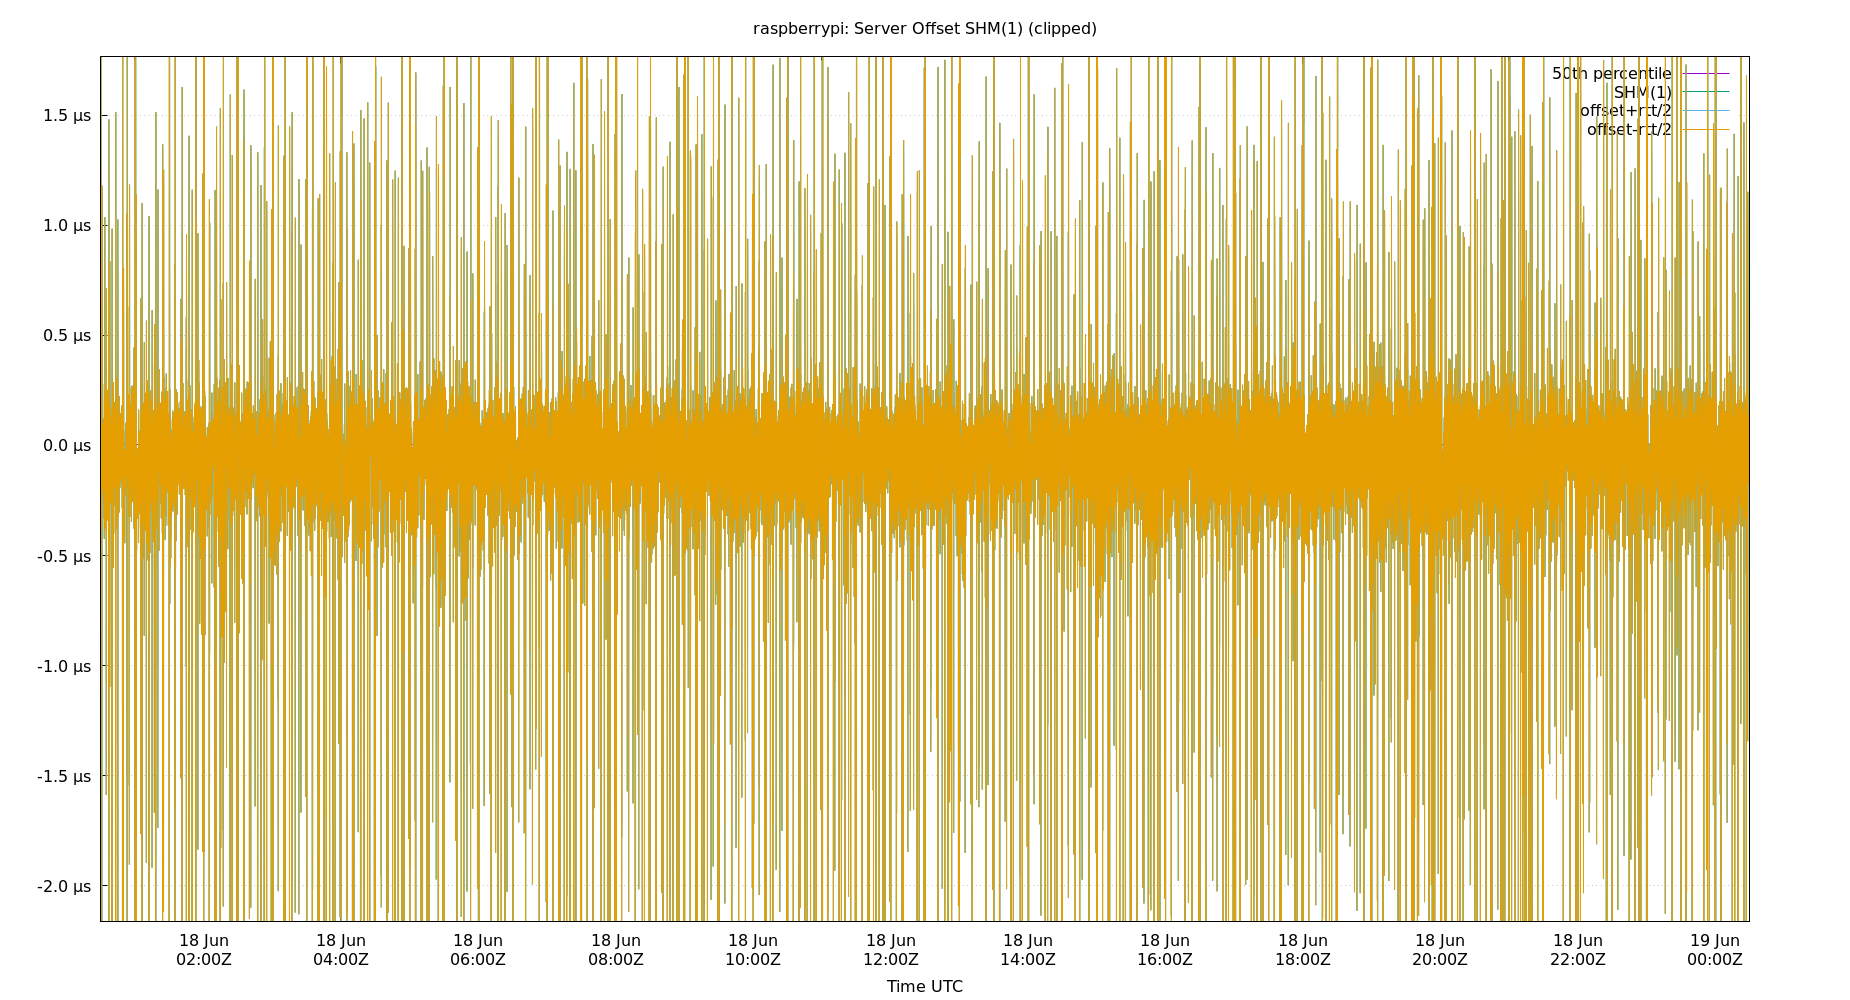 raspberrypi: Server Offset SHM(1) (clipped)
50th percentile
SHM(1)
offset+rtt/2
offset-rtt/2
1.5 µs
1.0 µs
0.5 µs
0.0 µs
-0.5 µs
-1.0 µs
-1.5 µs
-2.0 µs
18 Jun 18 Jun 18 Jun 18 Jun 18 Jun 18 Jun 18 Jun 18 Jun 18 Jun 18 Jun 18 Jun 19 Jun
02:00Z 04:00Z 06:00Z 08:00Z 10:00Z 12:00Z 14:00Z 16:00Z 18:00Z 20:00Z 22:00Z 00:00Z
Time UTC